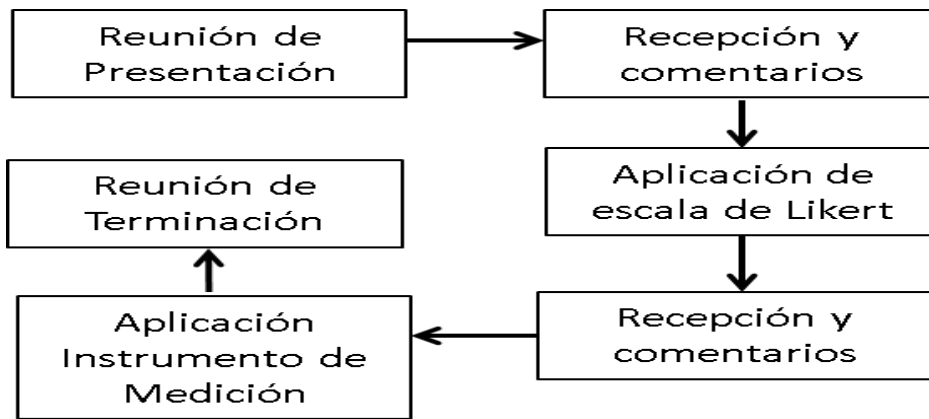 Reunión de
Presentación
Recepción y
comentarios
Aplicación de
escala de Likert
Recepción y
comentarios
Aplicación
Instrumento de
Medición
Reunión de
Terminación